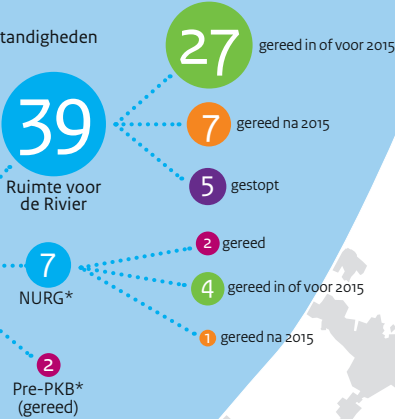 tandigheden
27 gereed in of voor 2015
39
7 gereed na 2015
Ruimte voor
de Rivier
5 gestopt
2 gereed
7
4 gereed in of voor 2015
NURG*
1 gereed na 2015
2
Pre-PKB*
(gereed)